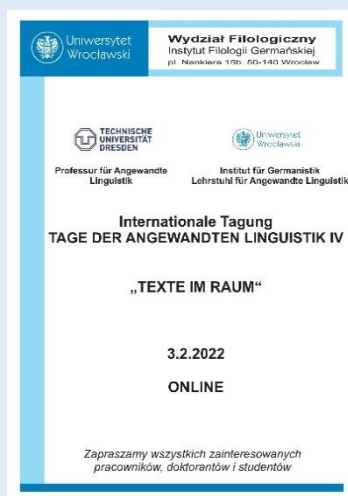 Uniwersytet
Wrocławski
Wydział Filologiczny
Instytut Filologii Germańskiej
pl. Nankiera 15b, 50-140 Wrocław
TECHNISCHE
UNIVERSITÄT
DRESDEN
Uniwersytet
Wrocławski
Professur für Angewandte
Linguistik
Institut für Germanistik
Lehrstuhl für Angewandte Linguistik
Internationale Tagung
TAGE DER ANGEWANDTEN LINGUISTIK IV
„TEXTE IM RAUM“
3.2.2022
ONLINE
Zapraszamy wszystkich zainteresowanych
pracowników, doktorantów i studentów